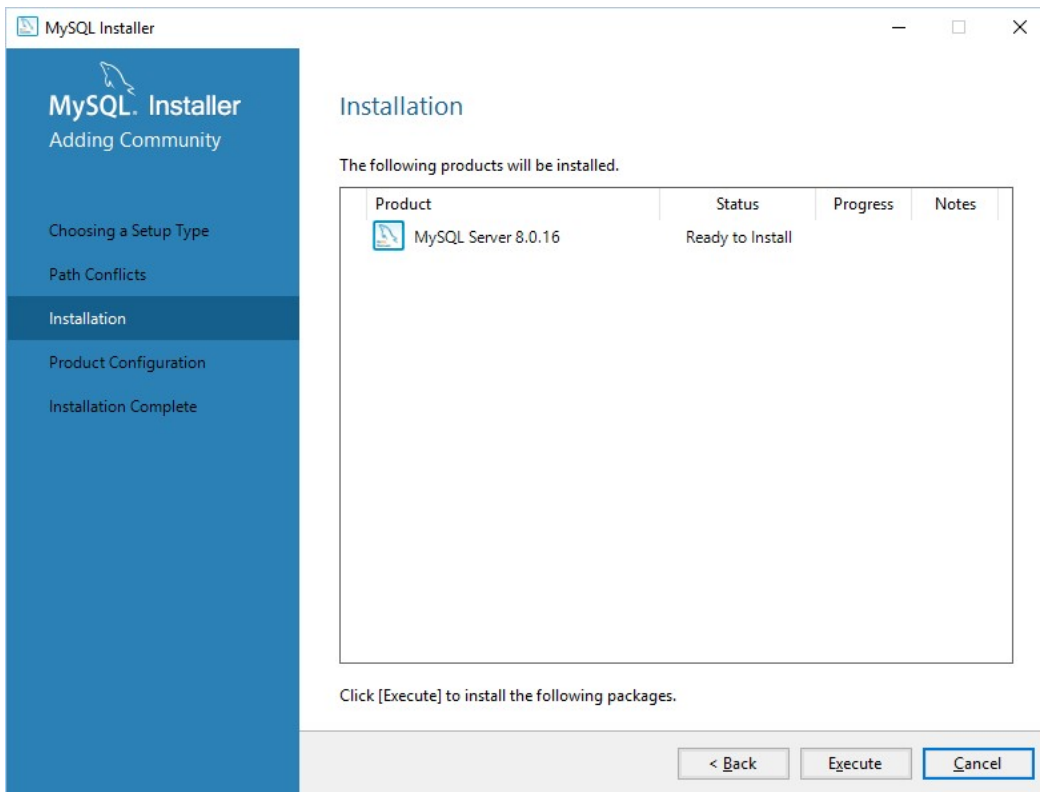 MySQL Installer
MySQL. Installer
Adding Community
Choosing a Setup Type
Path Conflicts
Installation
Product Configuration
Installation Complete
Installation
The following products will be installed.
Product Status Progress Notes
MySQL Server 8.0.16 Ready to Install
Click [Execute] to install the following packages.
< Back Execute Cancel